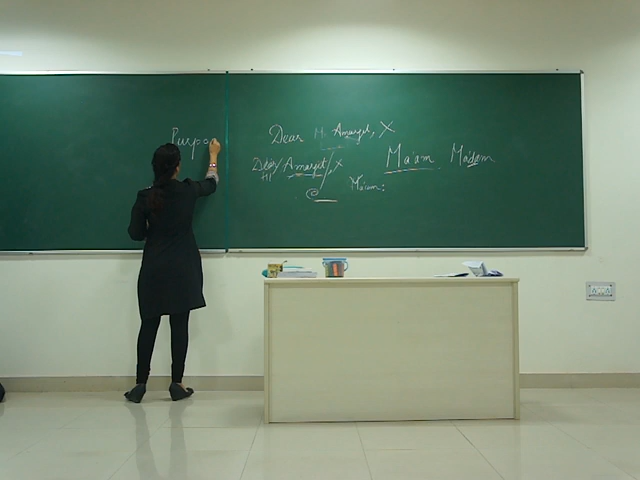 Purpo
Dear M. Amarjit, X
Dear/ Amarjit/, X
Hi
Ma'am Madam
Ma'am: